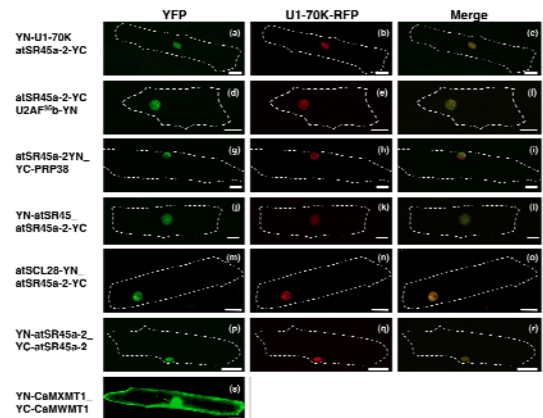 YFP U1-70K-RFP Merge
YN-U1-70K
atSR45a-2-YC
(a) (b) (c)
atSR45a-2-YC
U2AF³⁵b-YN
(d) (e) (f)
atSR45a-2YN_
YC-PRP38
(g) (h) (i)
YN-atSR45_
atSR45a-2-YC
(j) (k) (l)
atSCL28-YN_
atSR45a-2-YC
(m) (n) (o)
YN-atSR45a-2_
YC-atSR45a-2
(p) (q) (r)
YN-CaMXMT1_
YC-CaMWMT1
(s)